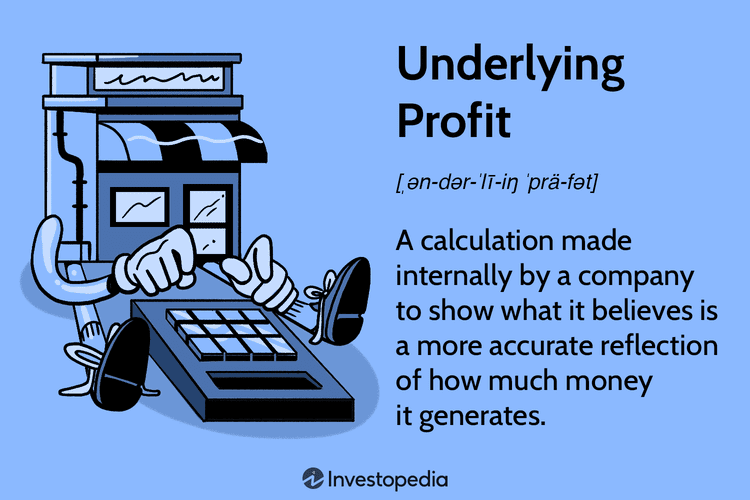 Underlying
Profit
[ˌən-dər-ˈlī-iŋ ˈprä-fət]
A calculation made
internally by a company
to show what it believes is
a more accurate reflection
of how much money
it generates.
Investopedia